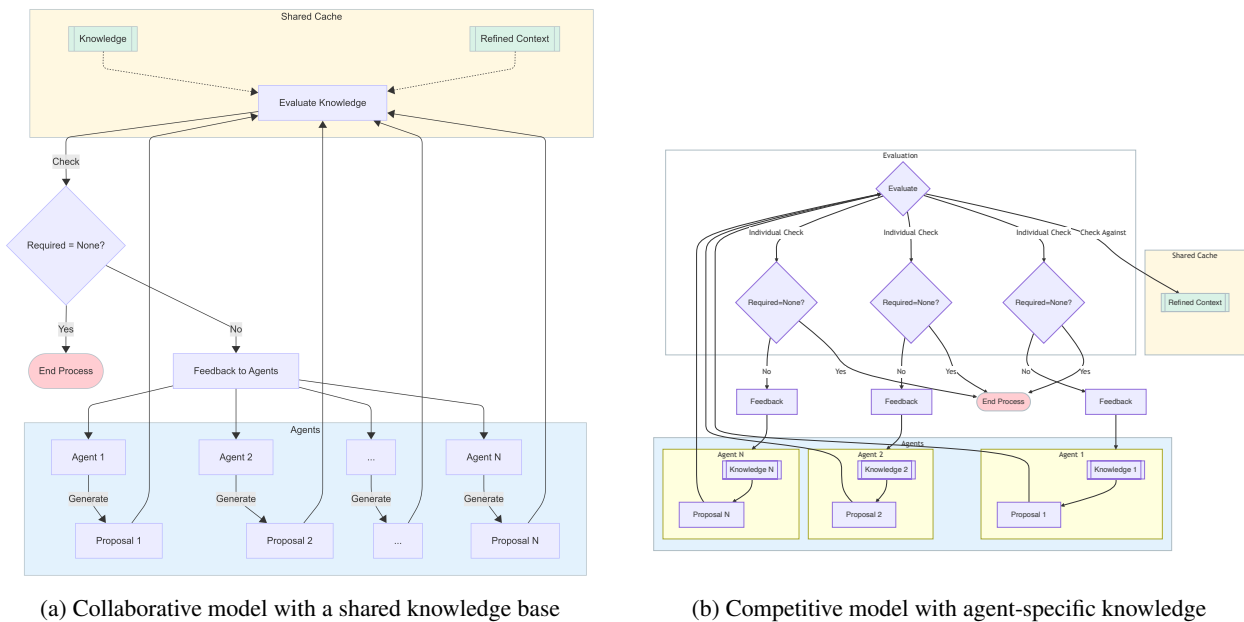 Shared Cache
Knowledge
Refined Context
Evaluate Knowledge
Check
Required = None?
Yes
No
End Process
Feedback to Agents
Agents
Agent 1
Agent 2
...
Agent N
Generate
Generate
Generate
Proposal 1
Proposal 2
...
Proposal N
(a) Collaborative model with a shared knowledge base
Evaluation
Evaluate
Individual Check
Individual Check
Individual Check
Check Against
Shared Cache
Refined Context
Required=None?
Required=None?
Required=None?
No
Yes
No
Yes
No
Yes
Feedback
Feedback
End Process
Feedback
Agents
Agent N
Agent 2
Agent 1
Knowledge N
Knowledge 2
Knowledge 1
Proposal N
Proposal 2
Proposal 1
(b) Competitive model with agent-specific knowledge